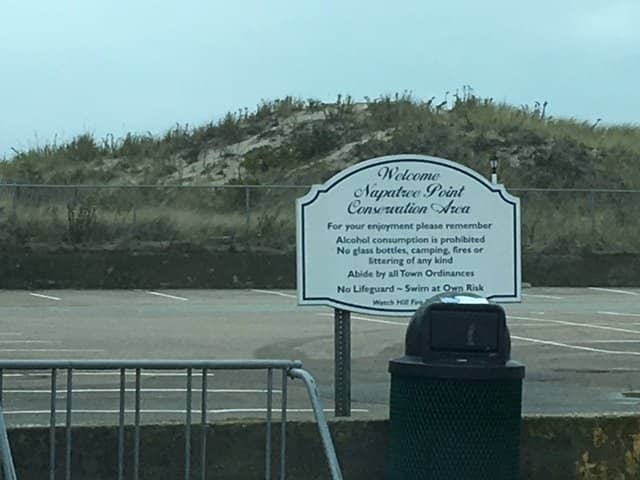 Welcome
Napatree Point
Conservation Area
For your enjoyment please remember
Alcohol consumption is prohibited
No glass bottles, camping, fires or
littering of any kind
Abide by all Town Ordinances
No Lifeguard ~ Swim at Own Risk
Watch Hill Fire